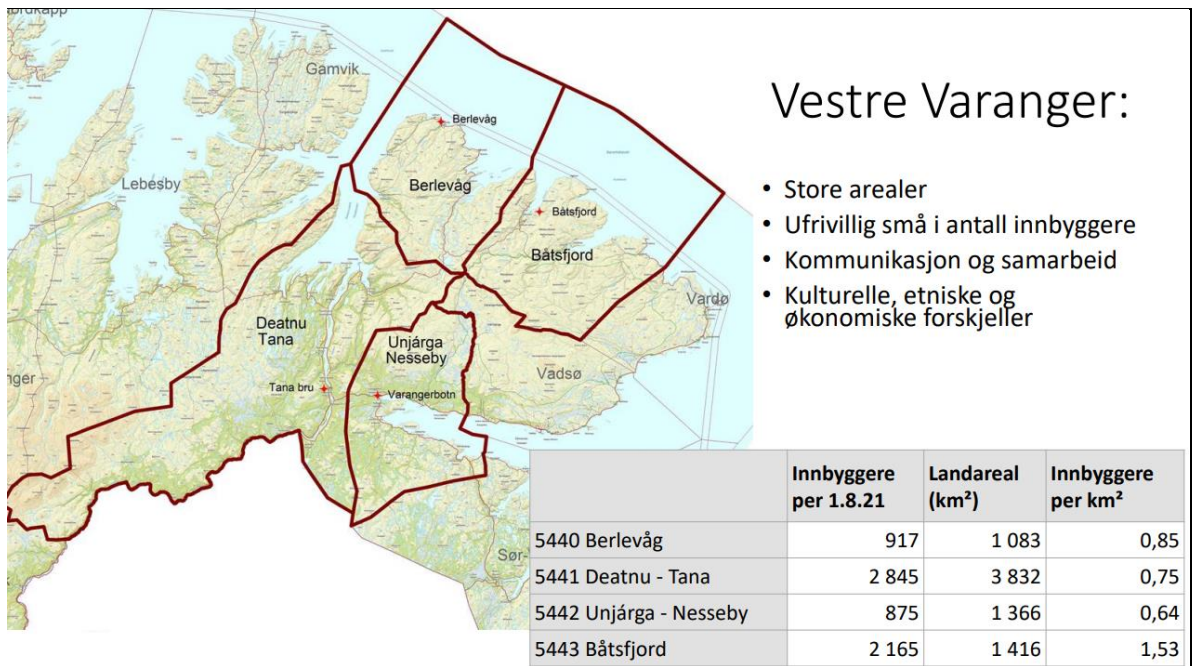 Vestre Varanger:
• Store arealer
• Ufrivillig små i antall innbyggere
• Kommunikasjon og samarbeid
• Kulturelle, etniske og
økonomiske forskjeller
Gamvik
Berlevåg
Lebesby
Berlevåg
Båtsfjord
Båtsfjord
Vardø
Deatnu
Tana
Unjárga
Nesseby
Vadsø
Tana bru
Varangerbotn
Sør-
Innbyggere per 1.8.21 Landareal (km²) Innbyggere per km²
5440 Berlevåg 917 1 083 0,85
5441 Deatnu - Tana 2 845 3 832 0,75
5442 Unjárga - Nesseby 875 1 366 0,64
5443 Båtsfjord 2 165 1 416 1,53